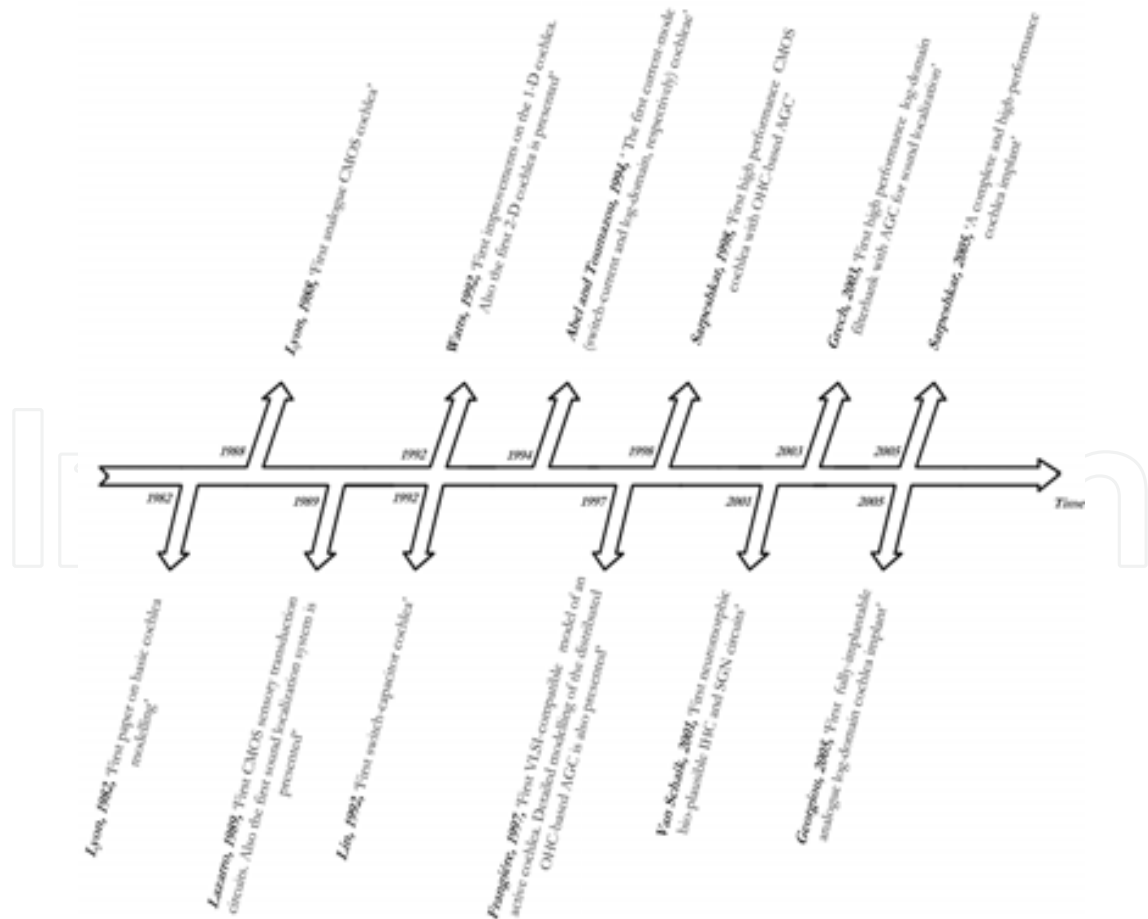 Lyon, 1988, 'First analogue CMOS cochlea'
Watts, 1992, 'First improvements on the 1-D cochlea.
Also the first 2-D cochlea is presented'
Abel and Toumazou, 1994, ' The first current-mode
(switch-current and log-domain, respectively) cochleae'
Sarpeshkar, 1998, 'First high performance CMOS
cochlea with OHC-based AGC'
Grech, 2003, 'First high performance log-domain
filterbank with AGC for sound localization'
Sarpeshkar, 2005, 'A complete and high-performance
cochlea implant'
1988
1992
1994
1998
2003
2005
1982
1989
1992
1997
2001
2005
Time
Lyon, 1982, 'First paper on basic cochlea
modelling'
Lazzaro, 1989, 'First CMOS sensory transduction
circuits. Also the first sound localization system is
presented'
Liu, 1992, 'First switch-capacitor cochlea'
Fragnière, 1997, 'First VLSI-compatible model of an
active cochlea. Detailed modelling of the distributed
OHC-based AGC is also presented'
Van Schaik, 2001, 'First neuromorphic
bio-plausible IHC and SGN circuits'
Georgiou, 2005, 'First fully-implantable
analogue log-domain cochlea implant'